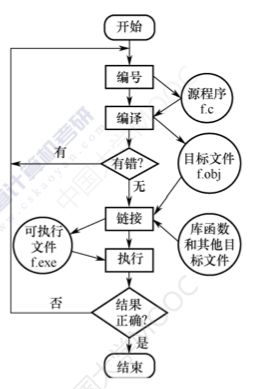 开始
编号
源程序
f.c
编译
有
有错?
目标文件
f.obj
无
链接
可执行
文件
f.exe
库函数
和其他目
标文件
执行
否
结果
正确?
是
结束